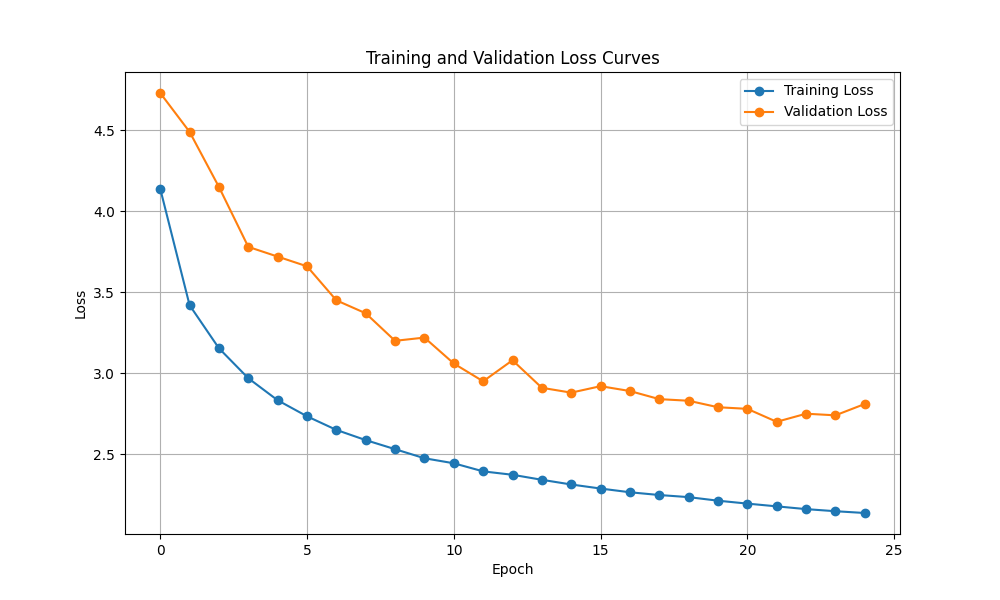 Training and Validation Loss Curves
Training Loss
Validation Loss
4.5
4.0
3.5
3.0
2.5
Loss
0 5 10 15 20 25
Epoch